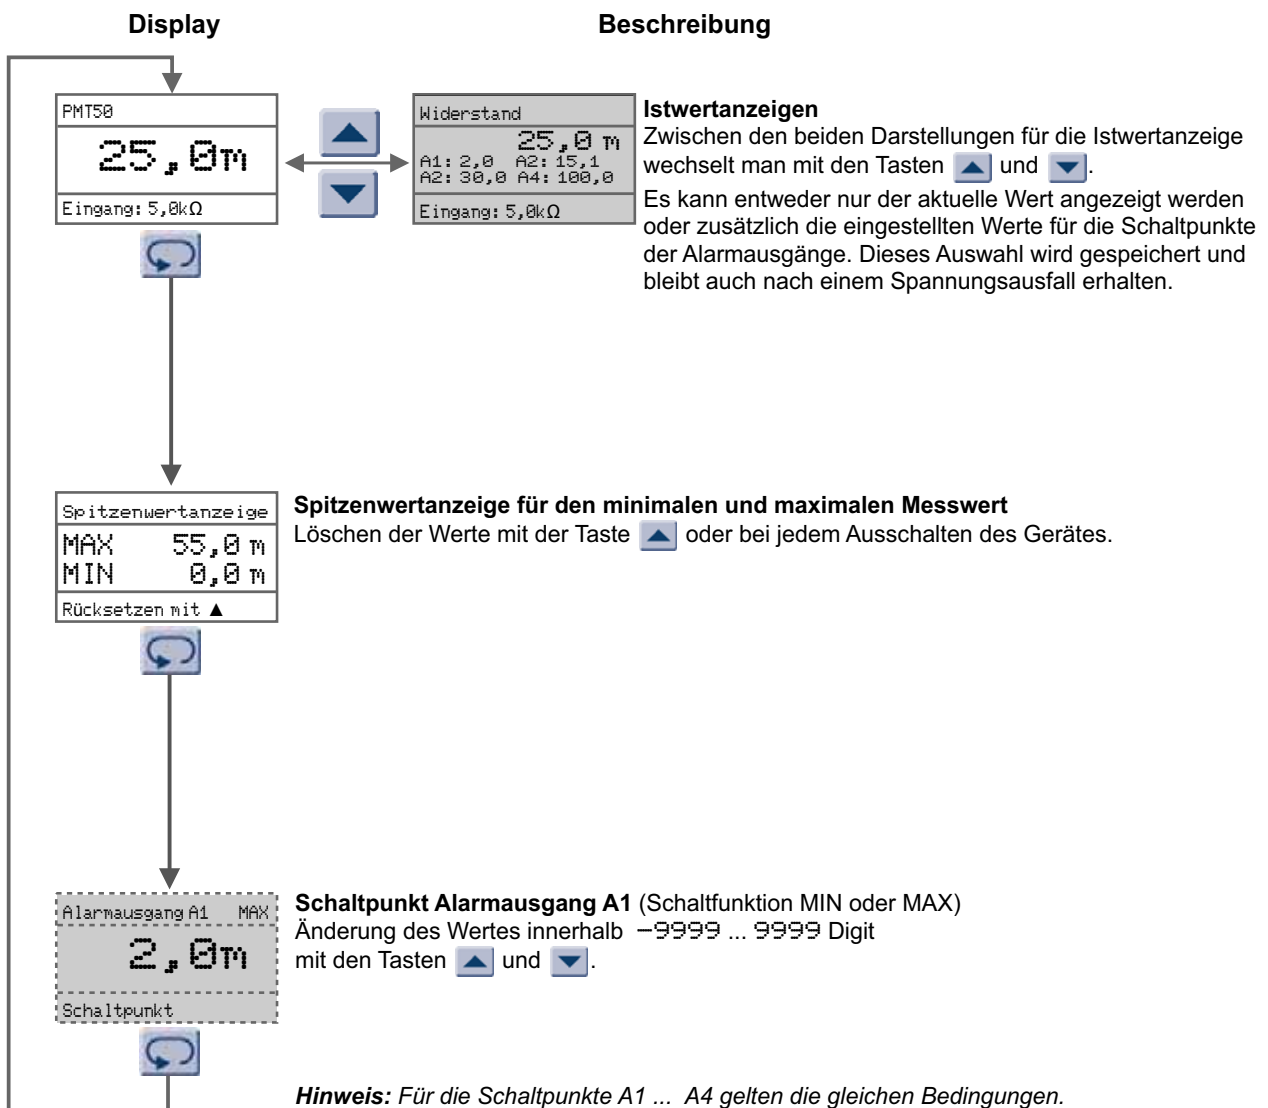 Display
Beschreibung
PMT50
25,0m
Eingang: 5,0kΩ
Widerstand
25,0 m
A1: 2,0 A2: 15,1
A2: 30,0 A4: 100,0
Eingang: 5,0kΩ
Istwertanzeigen
Zwischen den beiden Darstellungen für die Istwertanzeige
wechselt man mit den Tasten ▲ und ▼.
Es kann entweder nur der aktuelle Wert angezeigt werden
oder zusätzlich die eingestellten Werte für die Schaltpunkte
der Alarmausgänge. Dieses Auswahl wird gespeichert und
bleibt auch nach einem Spannungsausfall erhalten.
Spitzenwertanzeige
MAX 55,0 m
MIN 0,0 m
Rücksetzen mit ▲
Spitzenwertanzeige für den minimalen und maximalen Messwert
Löschen der Werte mit der Taste ▲ oder bei jedem Ausschalten des Gerätes.
Alarmausgang A1 MAX
2,0m
Schaltpunkt
Schaltpunkt Alarmausgang A1 (Schaltfunktion MIN oder MAX)
Änderung des Wertes innerhalb -9999 ... 9999 Digit
mit den Tasten ▲ und ▼.
Hinweis: Für die Schaltpunkte A1 ... A4 gelten die gleichen Bedingungen.